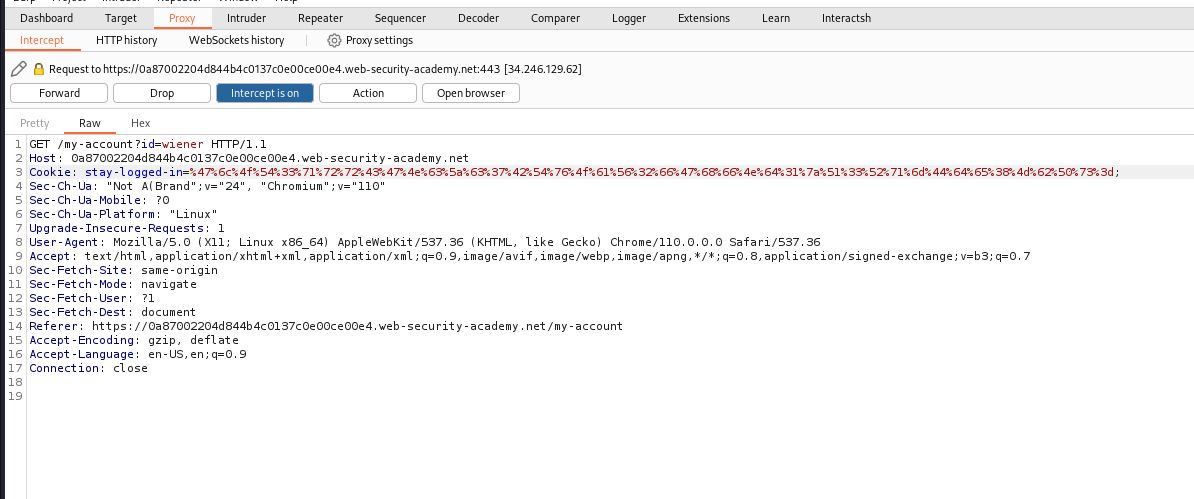 Dashboard Target Proxy Intruder Repeater Sequencer Decoder Comparer Logger Extensions Learn Interactsh
Intercept HTTP history WebSockets history Proxy settings
Request to https://0a87002204d844b4c0137c0e00ce00e4.web-security-academy.net:443 [34.246.129.62]
Forward Drop Intercept is on Action Open browser
Pretty Raw Hex
1 GET /my-account?id=wiener HTTP/1.1
2 Host: 0a87002204d844b4c0137c0e00ce00e4.web-security-academy.net
3 Cookie: stay-logged-in=%47%6c%4f%54%33%71%72%72%43%47%4e%63%5a%63%37%42%54%76%4f%61%56%32%66%47%68%66%4e%64%31%7a%51%33%52%71%6d%44%64%65%38%4d%62%50%73%3d;
4 Sec-Ch-Ua: "Not A(Brand";v="24", "Chromium";v="110"
5 Sec-Ch-Ua-Mobile: ?0
6 Sec-Ch-Ua-Platform: "Linux"
7 Upgrade-Insecure-Requests: 1
8 User-Agent: Mozilla/5.0 (X11; Linux x86_64) AppleWebKit/537.36 (KHTML, like Gecko) Chrome/110.0.0.0 Safari/537.36
9 Accept: text/html,application/xhtml+xml,application/xml;q=0.9,image/avif,image/webp,image/apng,*/*;q=0.8,application/signed-exchange;v=b3;q=0.7
10 Sec-Fetch-Site: same-origin
11 Sec-Fetch-Mode: navigate
12 Sec-Fetch-User: ?1
13 Sec-Fetch-Dest: document
14 Referer: https://0a87002204d844b4c0137c0e00ce00e4.web-security-academy.net/my-account
15 Accept-Encoding: gzip, deflate
16 Accept-Language: en-US,en;q=0.9
17 Connection: close
18
19